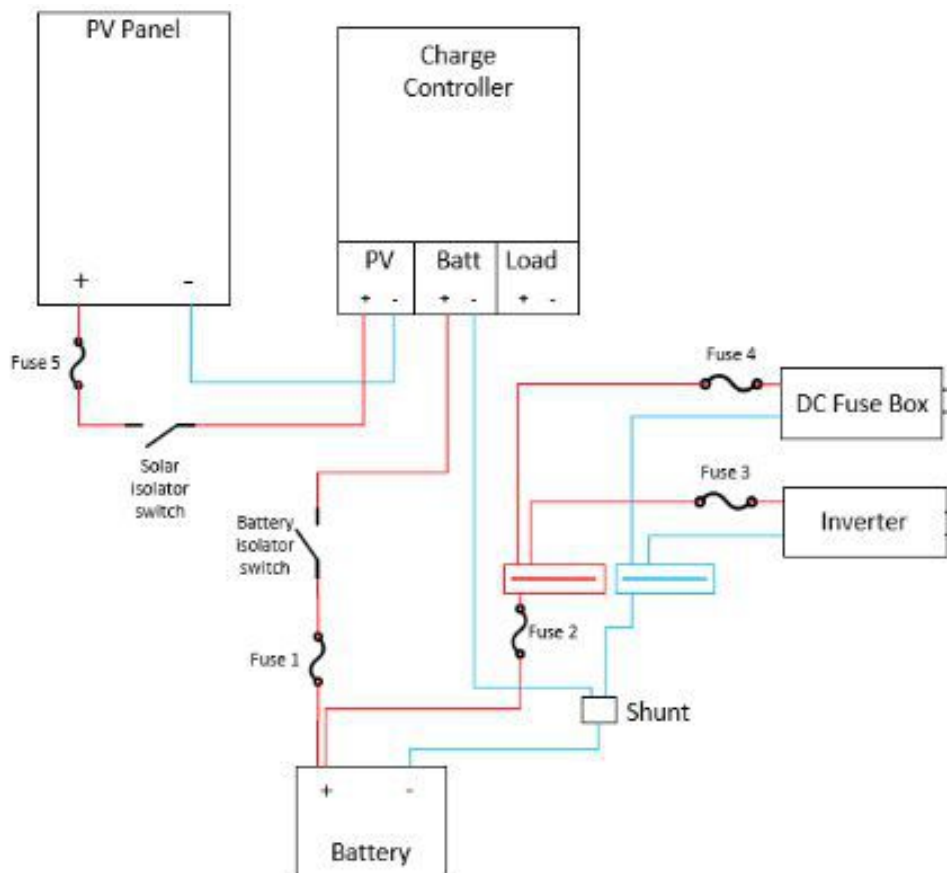 PV Panel
+ -
Fuse 5
Solar
isolator
switch
Charge
Controller
PV Batt Load
+ - + - + -
Battery
isolator
switch
Fuse 1
Fuse 4
DC Fuse Box
Fuse 3
Inverter
Fuse 2
Shunt
+ -
Battery